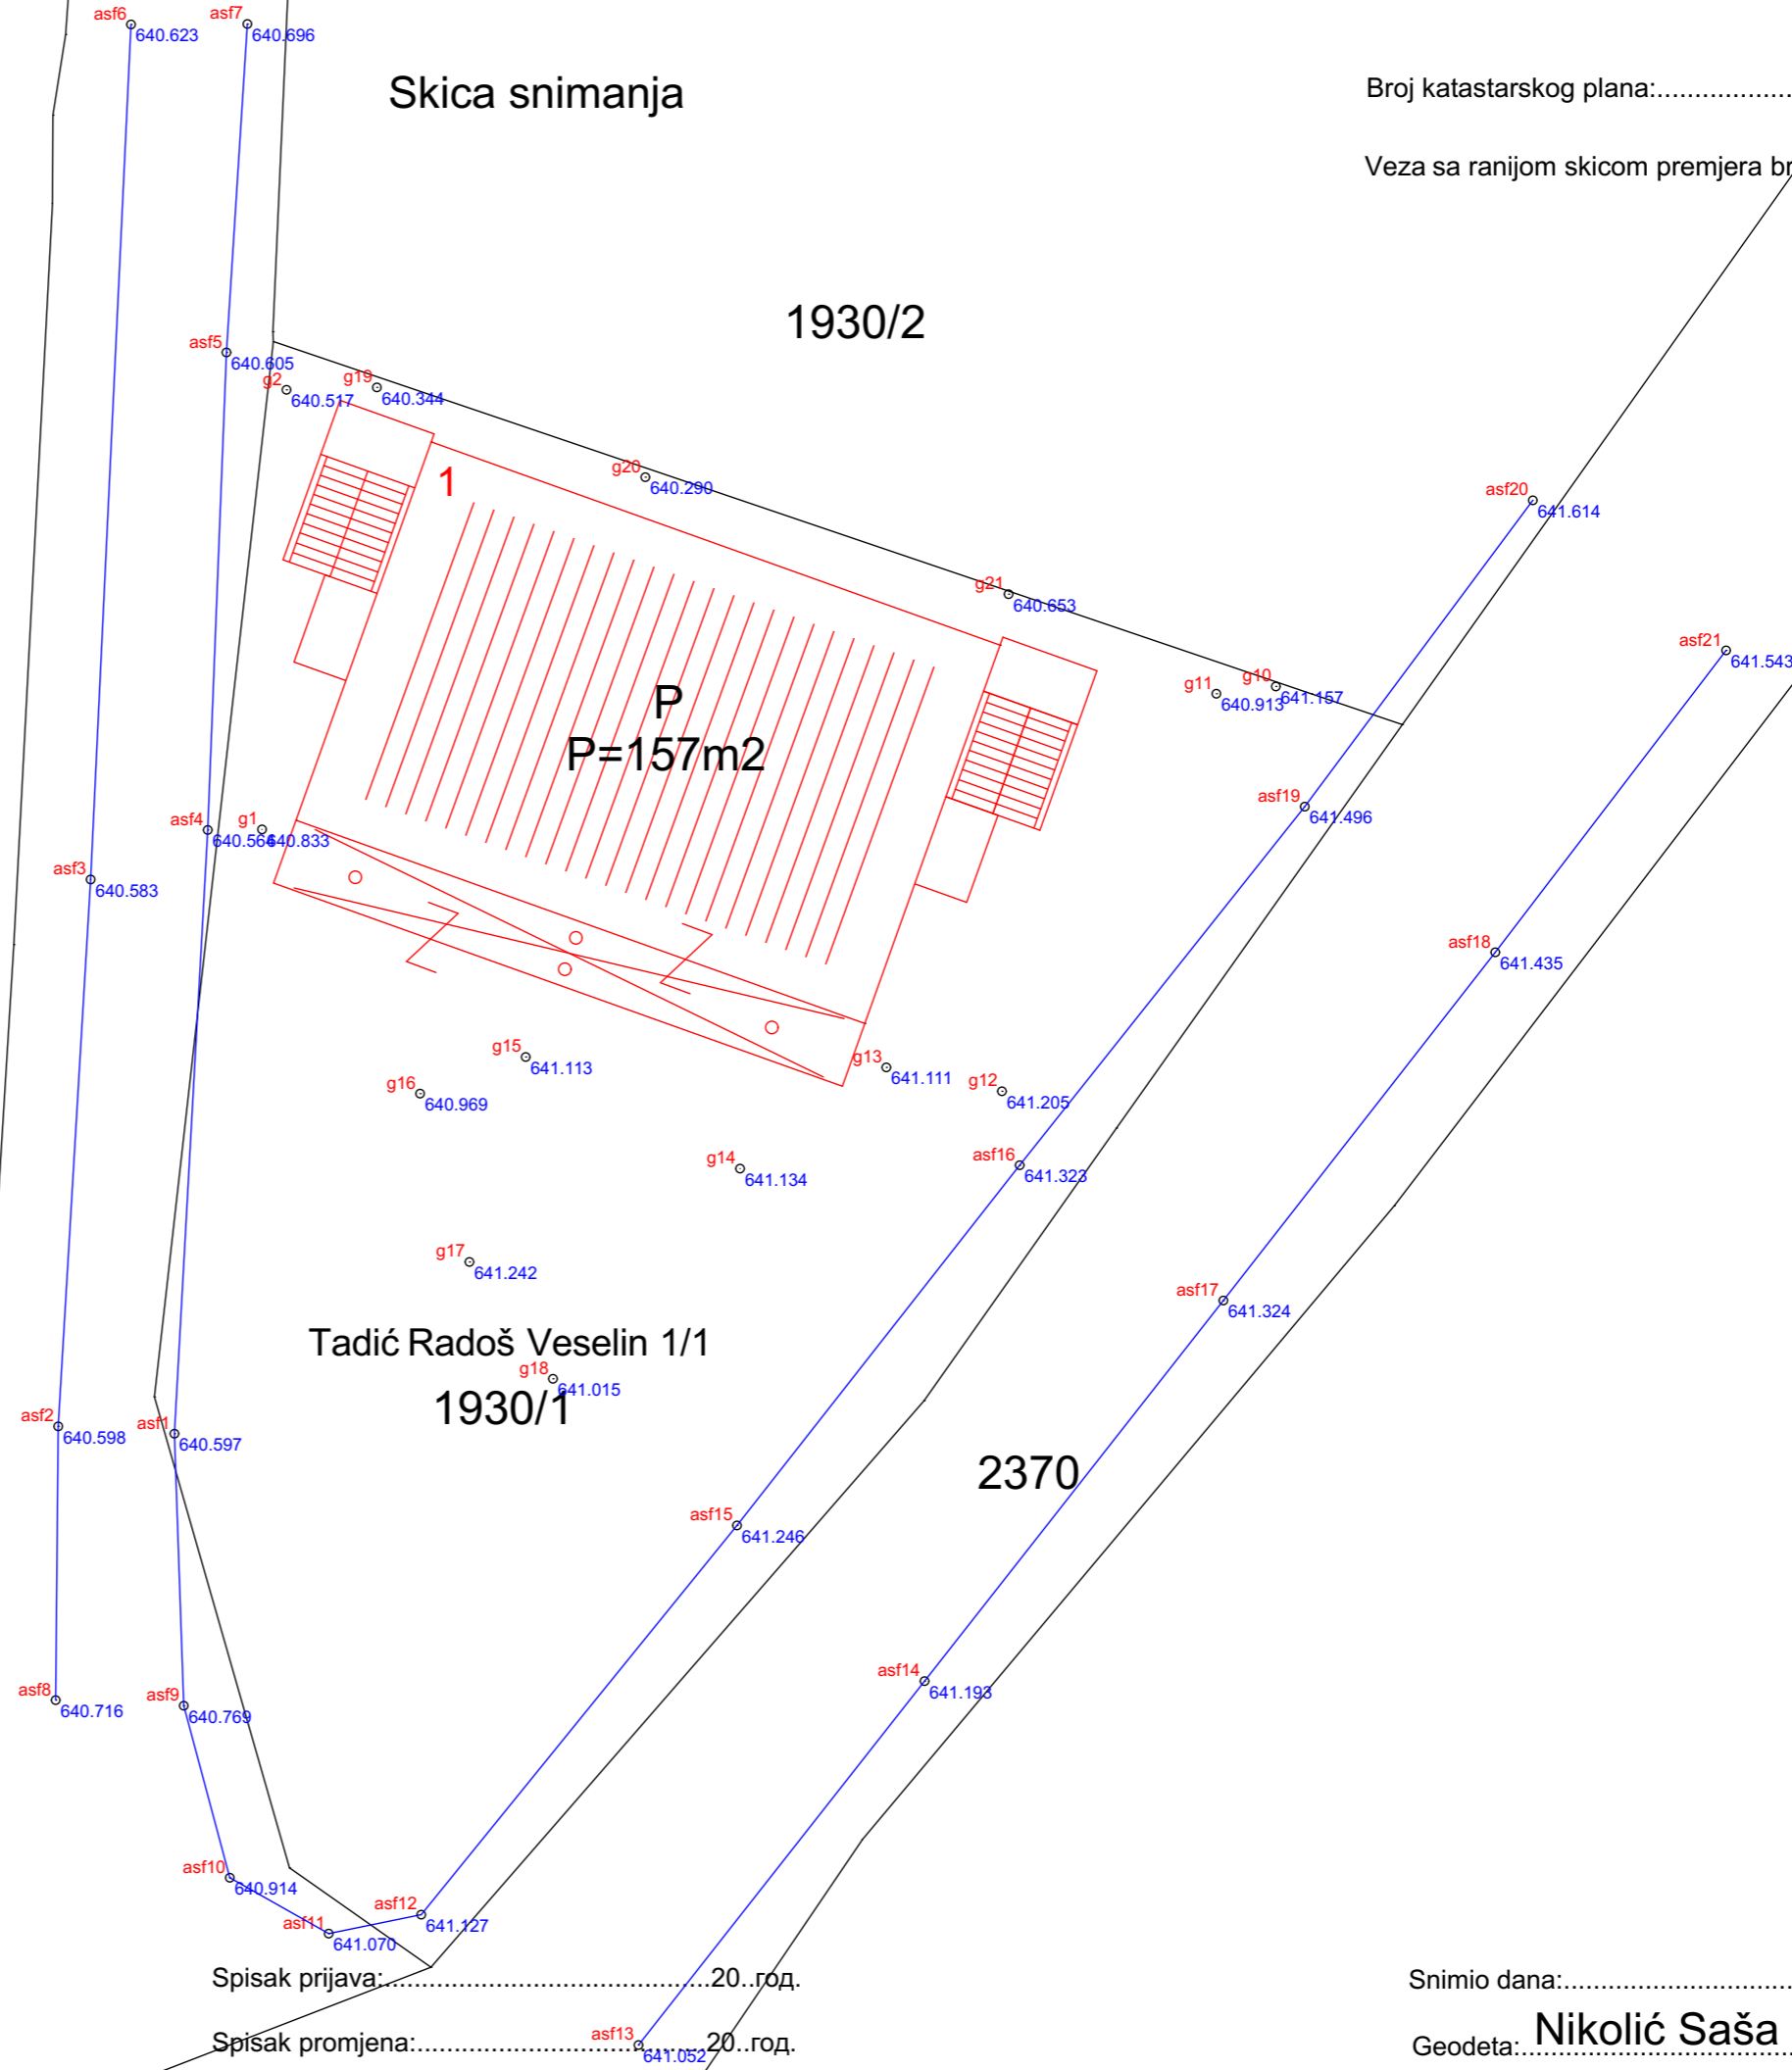 asf6
640.623
asf7
640.696
Skica snimanja
Broj katastarskog plana:..................
Veza sa ranijom skicom premjera br
1930/2
asf5
640.605
g2
640.517
g19
640.344
1
g20
640.290
asf20
641.614
g21
640.653
asf21
641.543
g11
640.913
g10
641.157
P
P=157m2
asf19
641.496
asf4
640.564
g1
640.833
asf3
640.583
asf18
641.435
g15
641.113
g13
641.111
g16
640.969
g12
641.205
asf16
641.323
g14
641.134
g17
641.242
asf17
641.324
Tadić Radoš Veselin 1/1
g18
641.015
1930/1
asf2
640.598
asf1
640.597
2370
asf15
641.246
asf14
641.193
asf8
640.716
asf9
640.769
asf10
640.914
asf12
641.127
asf11
641.070
Spisak prijava:............................................20..год.
Snimio dana:...............................
Spisak promjena:.......................................20..год.
asf13
641.052
Geodeta:.....................................
Nikolić Saša